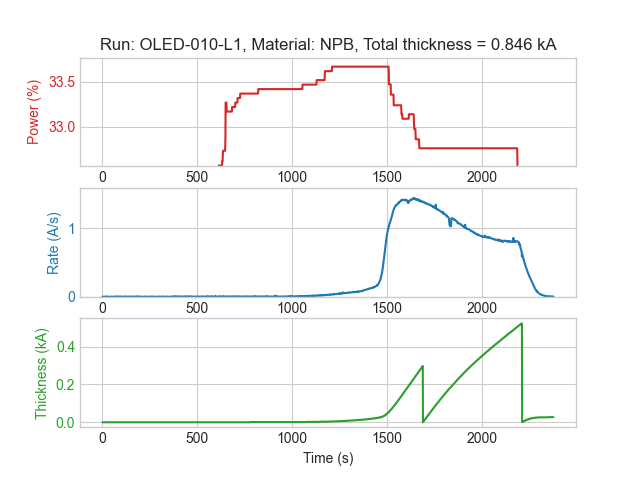 Run: OLED-010-L1, Material: NPB, Total thickness = 0.846 kA
Power (%)
33.5
33.0
0 500 1000 1500 2000
Rate (A/s)
1
0
0 500 1000 1500 2000
Thickness (kA)
0.4
0.2
0.0
0 500 1000 1500 2000
Time (s)